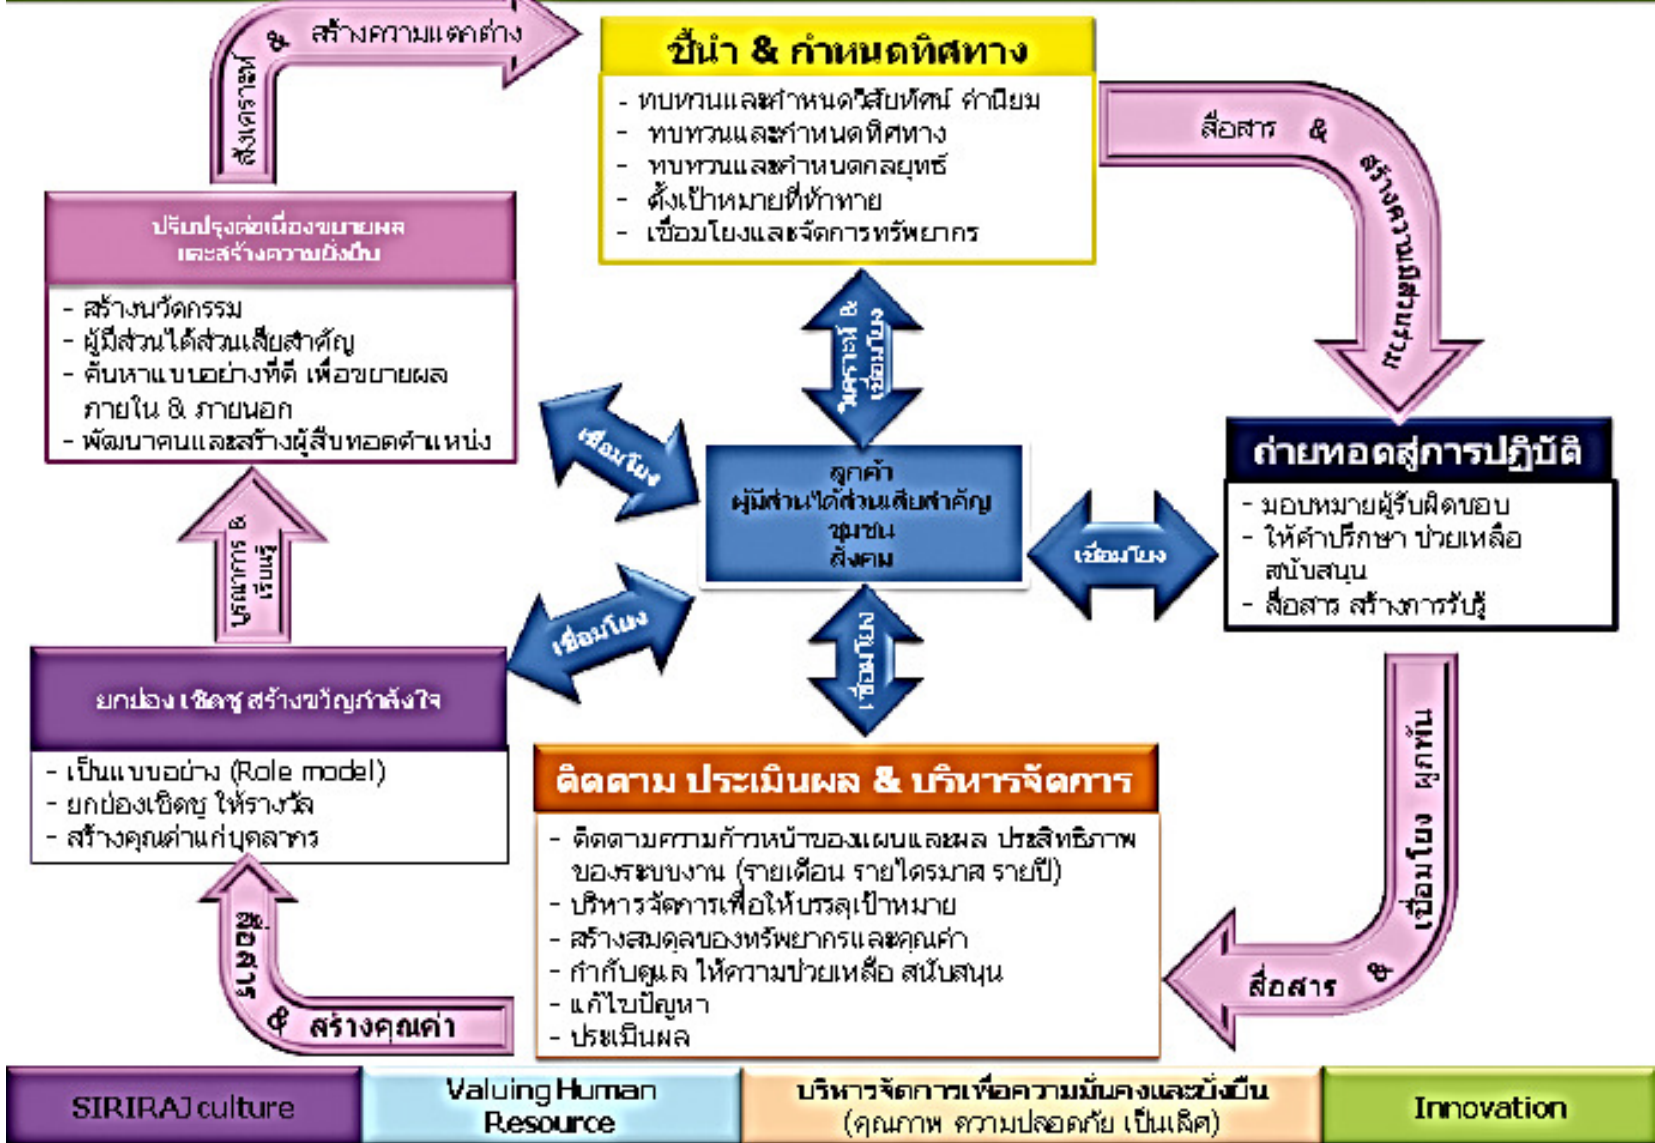 สังเคราะห์ & สร้างความแตกต่าง
ชี้นำ & กำหนดทิศทาง
- ทบทวนและกำหนดวิสัยทัศน์ ค่านิยม
- ทบทวนและกำหนดทิศทาง
- ทบทวนและกำหนดกลยุทธ์
- ตั้งเป้าหมายที่ท้าทาย
- เชื่อมโยงและจัดการทรัพยากร
สื่อสาร & สร้างความมีส่วนร่วม
ปรับปรุงต่อเนื่องขยายผล
และสร้างความยั่งยืน
- สร้างนวัตกรรม
- ผู้มีส่วนได้ส่วนเสียสำคัญ
- ค้นหาแบบอย่างที่ดี เพื่อขยายผล
ภายใน & ภายนอก
- พัฒนาคนและสร้างผู้สืบทอดตำแหน่ง
วิเคราะห์ &
เชื่อมโยง
เชื่อมโยง
ลูกค้า
ผู้มีส่วนได้ส่วนเสียสำคัญ
ชุมชน
สังคม
เชื่อมโยง
ถ่ายทอดสู่การปฏิบัติ
- มอบหมายผู้รับผิดชอบ
- ให้คำปรึกษา ช่วยเหลือ
สนับสนุน
- สื่อสาร สร้างการรับรู้
บูรณาการ &
เรียนรู้
เชื่อมโยง
เชื่อมโยง
ยกย่อง เชิดชู สร้างขวัญกำลังใจ
- เป็นแบบอย่าง (Role model)
- ยกย่องเชิดชู ให้รางวัล
- สร้างคุณค่าแก่บุคลากร
ติดตาม ประเมินผล & บริหารจัดการ
- ติดตามความก้าวหน้าของแผนและผล ประสิทธิภาพ
ของระบบงาน (รายเดือน รายไตรมาส รายปี)
- บริหารจัดการเพื่อให้บรรลุเป้าหมาย
- สร้างสมดุลของทรัพยากรและคุณค่า
- กำกับดูแล ให้ความช่วยเหลือ สนับสนุน
- แก้ไขปัญหา
- ประเมินผล
สื่อสาร & เชื่อมโยง ผูกพัน
สื่อสาร & สร้างคุณค่า
SIRIRAJ culture
Valuing Human
Resource
บริหารจัดการเพื่อความมั่นคงและยั่งยืน
(คุณภาพ ความปลอดภัย เป็นเลิศ)
Innovation